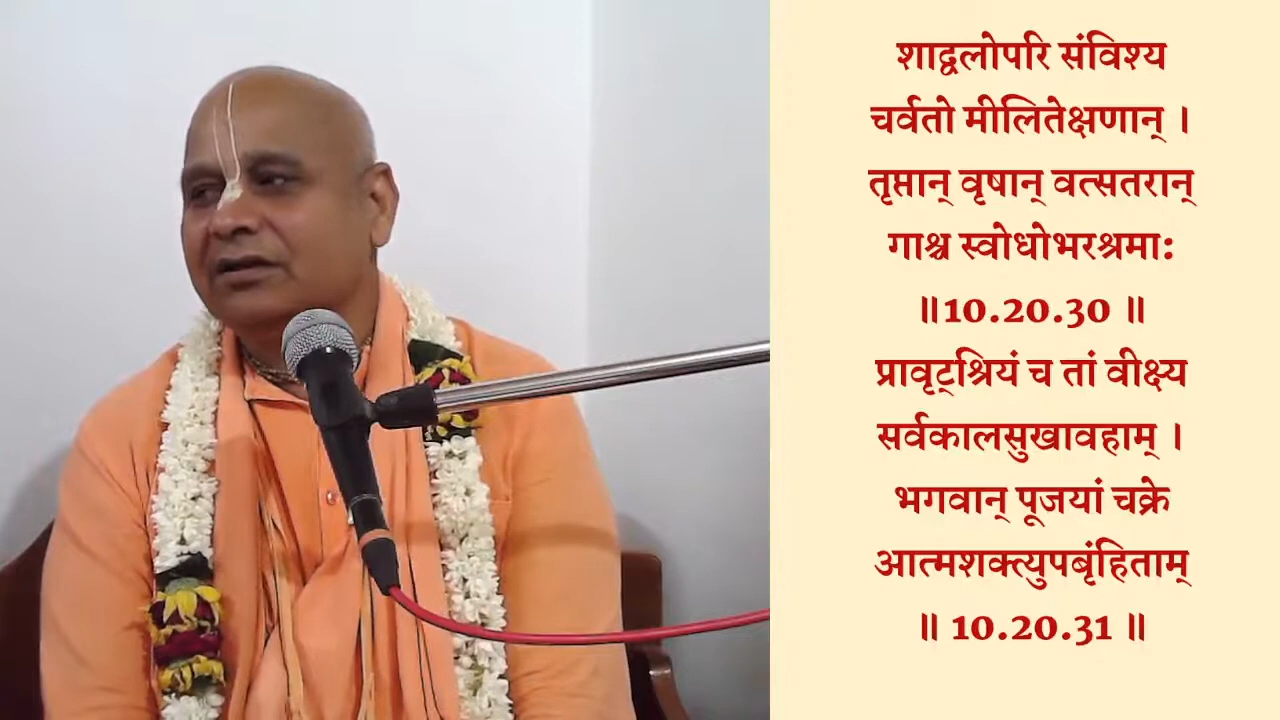 शाद्वलोपरि संविश्य
चर्वतो मीलितेक्षणान् ।
तृप्तान् वृषान् वत्सतरान्
गाश्च स्वोधोभरश्रमा:
॥10.20.30 ॥
प्रावृट्श्रियं च तां वीक्ष्य
सर्वकालसुखावहाम् ।
भगवान् पूजयां चक्रे
आत्मशक्त्युपबृंहिताम्
॥ 10.20.31 ॥